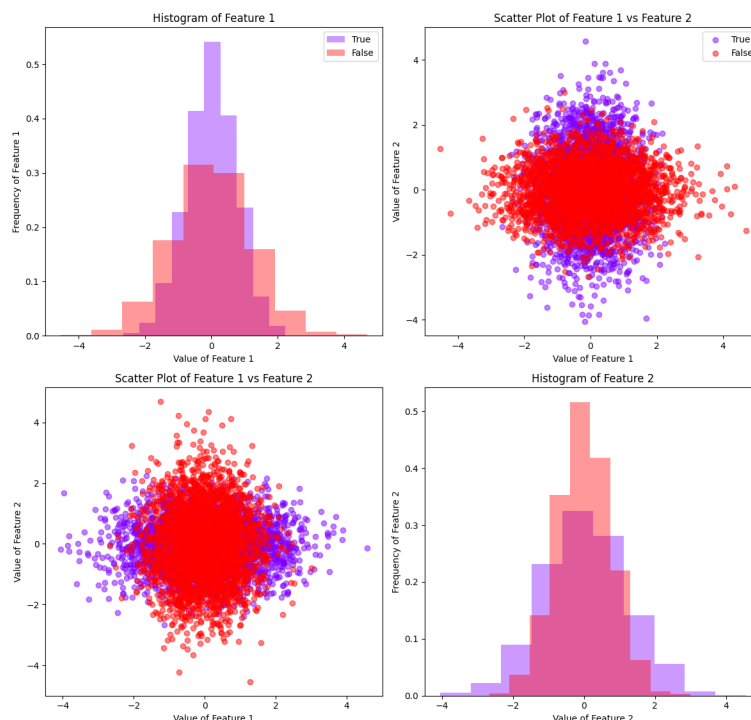 Histogram of Feature 1
Frequency of Feature 1
0.5
0.4
0.3
0.2
0.1
0.0
True
False
−4
−2
0
2
4
Value of Feature 1
Scatter Plot of Feature 1 vs Feature 2
Value of Feature 2
4
2
0
−2
−4
True
False
−4
−2
0
2
4
Value of Feature 1
Scatter Plot of Feature 1 vs Feature 2
Value of Feature 2
4
2
0
−2
−4
−4
−2
0
2
4
Value of Feature 1
Histogram of Feature 2
Frequency of Feature 2
0.5
0.4
0.3
0.2
0.1
0.0
−4
−2
0
2
4
Value of Feature 2